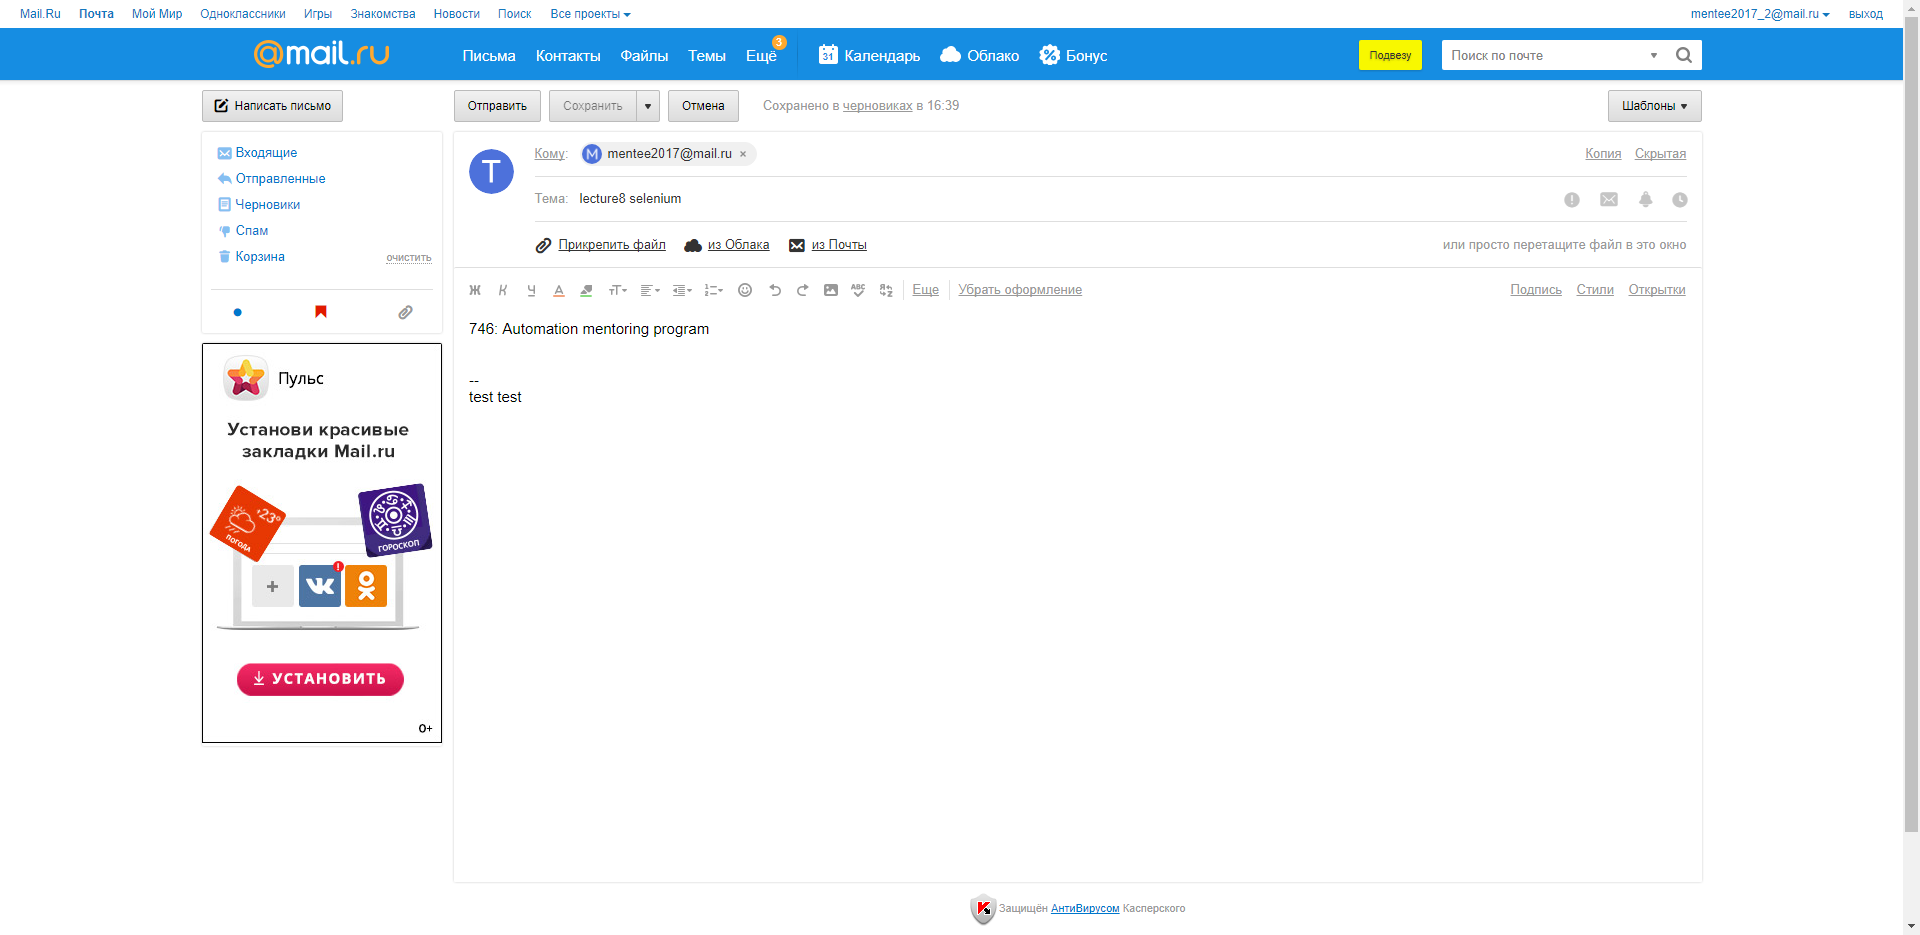 Mail.Ru Почта Мой Мир Одноклассники Игры Знакомства Новости Поиск Все проекты mentee2017_2@mail.ru выход
@mail.ru Письма Контакты Файлы Темы Ещё 3 31 Календарь Облако Бонус Подвезу Поиск по почте
Написать письмо Отправить Сохранить Отмена Сохранено в черновиках в 16:39 Шаблоны
Входящие
Отправленные
Черновики
Спам
Корзина очистить
T
Кому: M mentee2017@mail.ru × Копия Скрытая
Тема: lecture8 selenium
Прикрепить файл из Облака из Почты или просто перетащите файл в это окно
Ж К Ч A тТ ABC Еще Убрать оформление Подпись Стили Открытки
746: Automation mentoring program
--
test test
Пульс
Установи красивые
закладки Mail.ru
+23°
ПОГОДА
ГОРОСКОП
УСТАНОВИТЬ
0+
Защищён АнтиВирусом Касперского